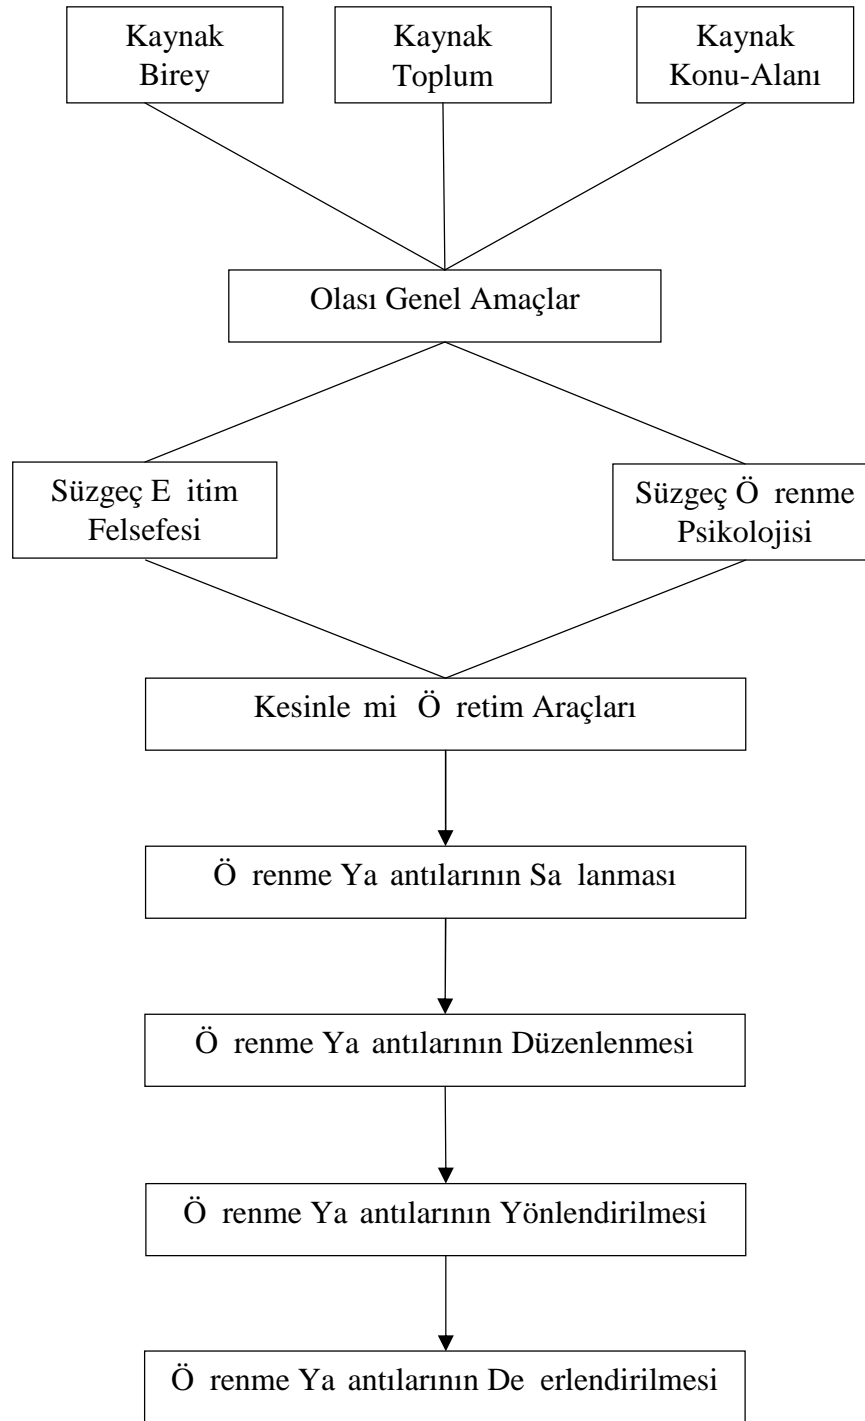 Kaynak
Birey
Kaynak
Toplum
Kaynak
Konu-Alanı
Olası Genel Amaçlar
Süzgeç E itim
Felsefesi
Süzgeç Ö renme
Psikolojisi
Kesinle mi Ö retim Araçları
Ö renme Ya antılarının Sa lanması
Ö renme Ya antılarının Düzenlenmesi
Ö renme Ya antılarının Yönlendirilmesi
Ö renme Ya antılarının De erlendirilmesi